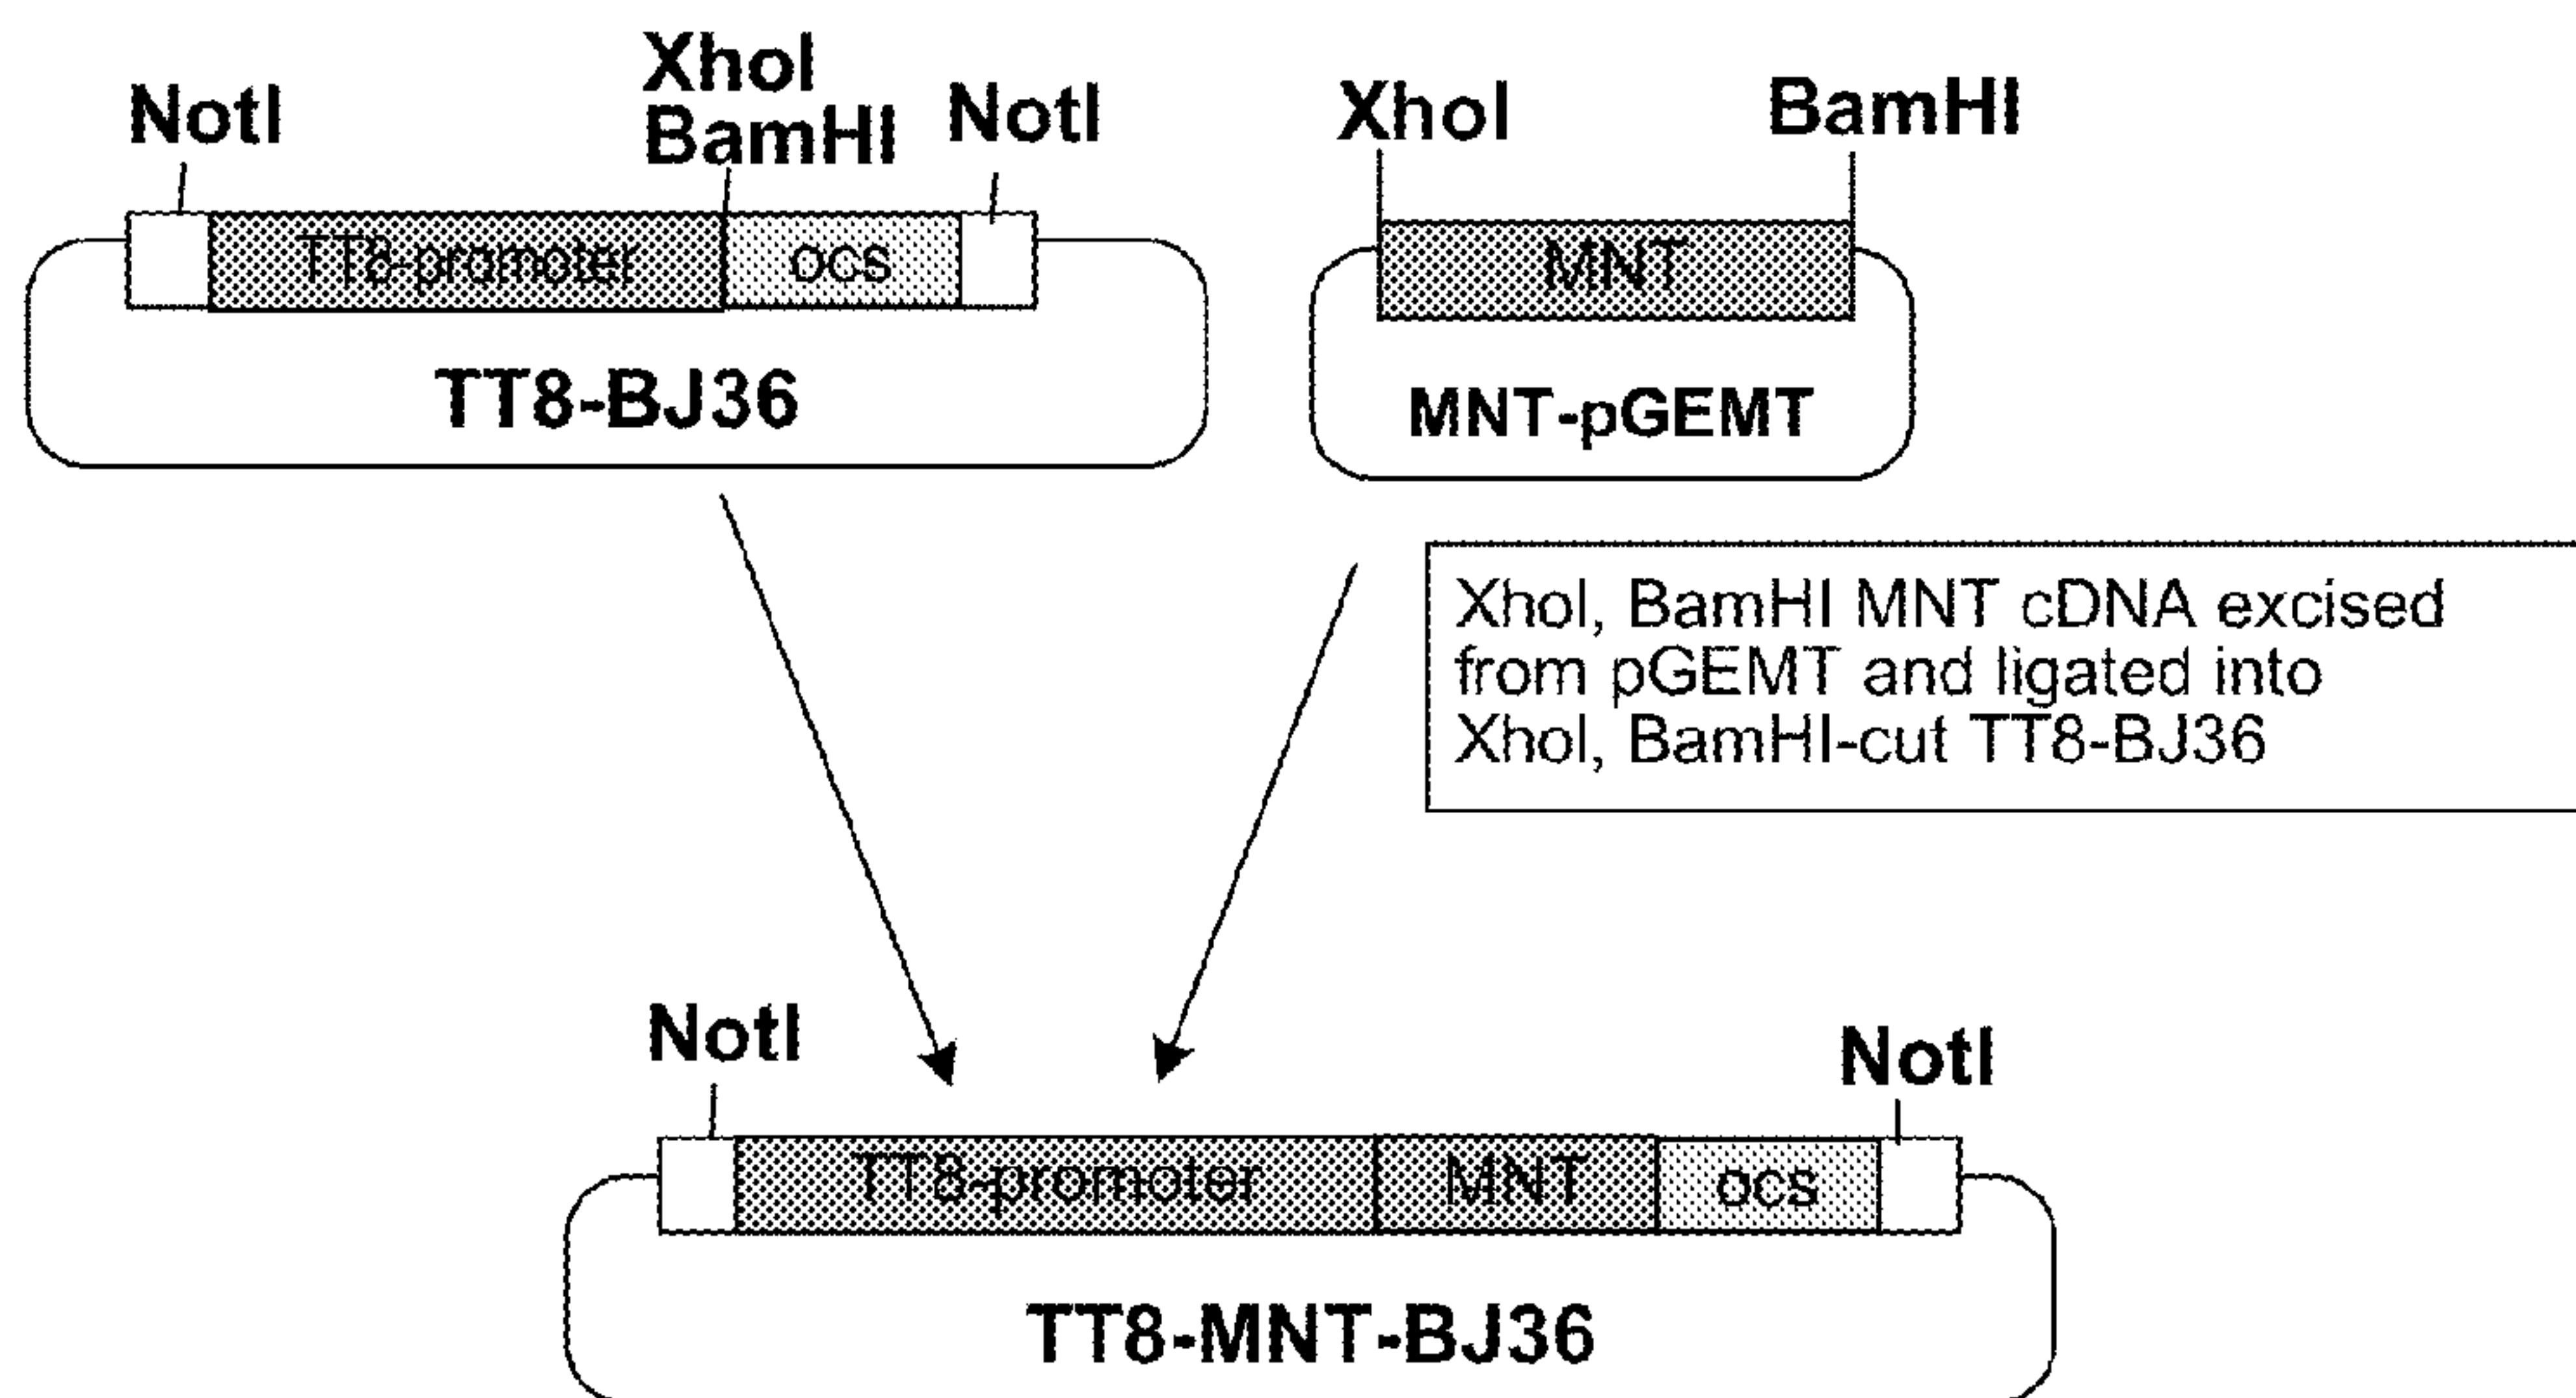 NotI
XhoI
BamHI
NotI
TT8-promoter
ocs
TT8-BJ36
XhoI
BamHI
MNT
MNT-pGEMT
XhoI, BamHI MNT cDNA excised
from pGEMT and ligated into
XhoI, BamHI-cut TT8-BJ36
NotI
NotI
TT8-promoter
MNT
ocs
TT8-MNT-BJ36